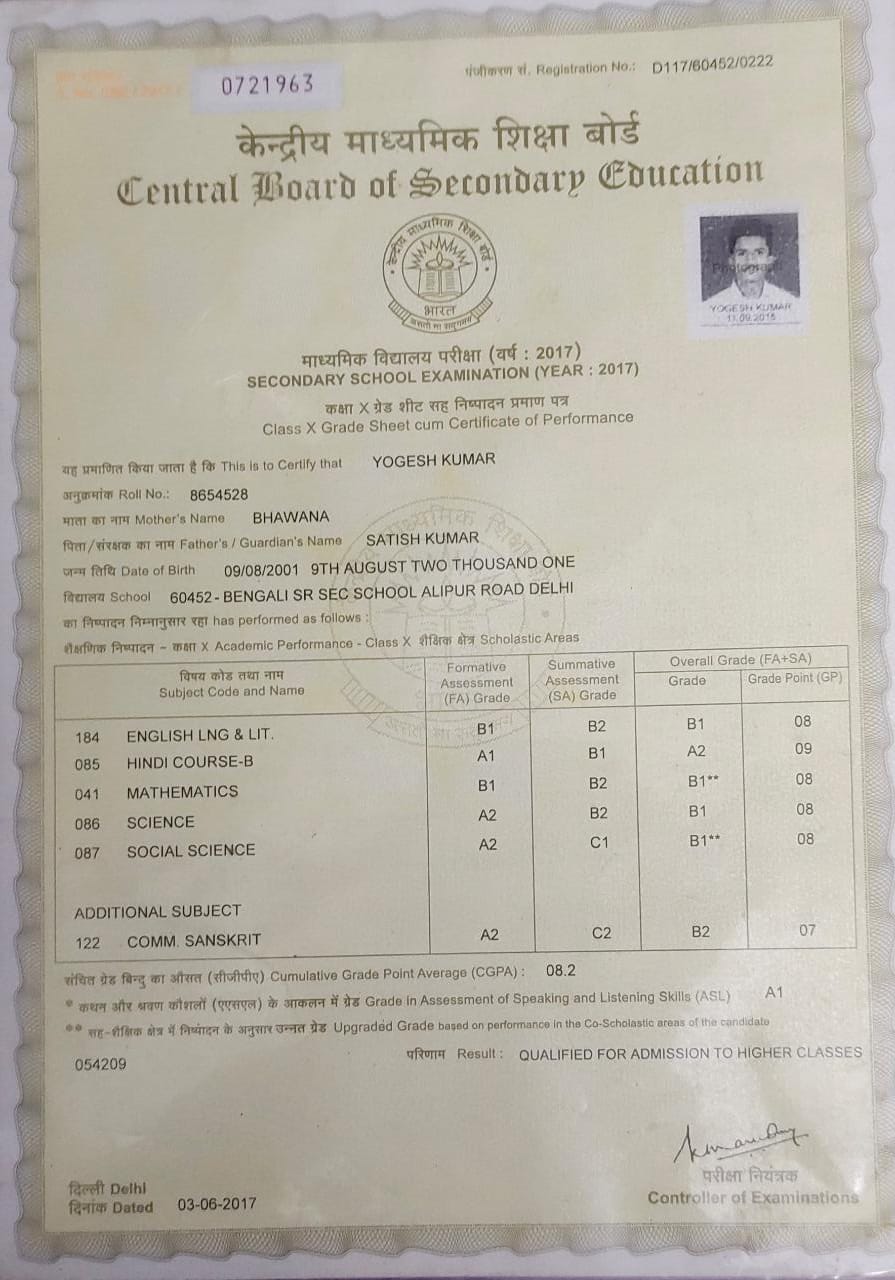 0721963
पंजीकरण सं. Registration No.: D117/60452/0222
केन्द्रीय माध्यमिक शिक्षा बोर्ड
Central Board of Secondary Education
केन्द्रीय माध्यमिक शिक्षा बोर्ड
भारत
असतो मा सद्गमय
Photograph
YOGESH KUMAR
11.09.2015
माध्यमिक विद्यालय परीक्षा (वर्ष : 2017)
SECONDARY SCHOOL EXAMINATION (YEAR : 2017)
कक्षा X ग्रेड शीट सह निष्पादन प्रमाण पत्र
Class X Grade Sheet cum Certificate of Performance
यह प्रमाणित किया जाता है कि This is to Certify that YOGESH KUMAR
अनुक्रमांक Roll No.: 8654528
माता का नाम Mother's Name BHAWANA
पिता/संरक्षक का नाम Father's / Guardian's Name SATISH KUMAR
जन्म तिथि Date of Birth 09/08/2001 9TH AUGUST TWO THOUSAND ONE
विद्यालय School 60452- BENGALI SR SEC SCHOOL ALIPUR ROAD DELHI
का निष्पादन निम्नानुसार रहा has performed as follows :
शैक्षणिक निष्पादन – कक्षा X Academic Performance - Class X शैक्षिक क्षेत्र Scholastic Areas
विषय कोड तथा नाम
Subject Code and Name
Formative
Assessment
(FA) Grade
Summative
Assessment
(SA) Grade
Overall Grade (FA+SA)
Grade Grade Point (GP)
184 ENGLISH LNG & LIT. B1 B2 B1 08
085 HINDI COURSE-B A1 B1 A2 09
041 MATHEMATICS B1 B2 B1** 08
086 SCIENCE A2 B2 B1 08
087 SOCIAL SCIENCE A2 C1 B1** 08
ADDITIONAL SUBJECT
122 COMM. SANSKRIT A2 C2 B2 07
संचित ग्रेड बिन्दु का औसत (सीजीपीए) Cumulative Grade Point Average (CGPA) : 08.2
* कथन और श्रवण कौशलों (एएसएल) के आकलन में ग्रेड Grade in Assessment of Speaking and Listening Skills (ASL) A1
** सह-शैक्षिक क्षेत्र में निष्पादन के अनुसार उन्नत ग्रेड Upgraded Grade based on performance in the Co-Scholastic areas of the candidate
054209
परिणाम Result : QUALIFIED FOR ADMISSION TO HIGHER CLASSES
दिल्ली Delhi
दिनांक Dated 03-06-2017
परीक्षा नियंत्रक
Controller of Examinations